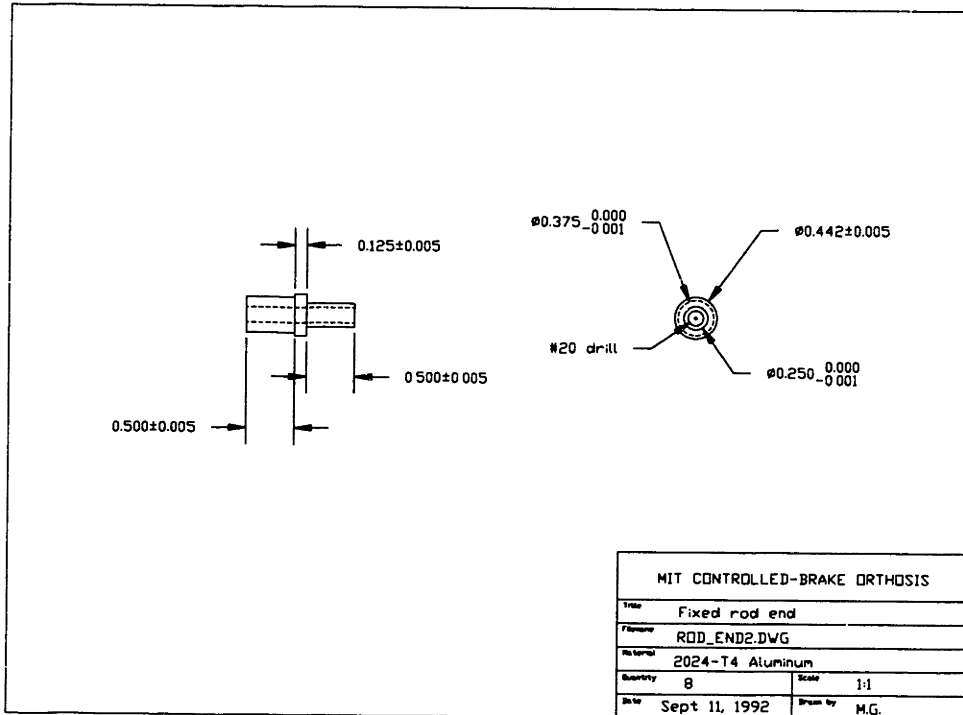 0.125±0.005
0.500±0.005
0.500±0.005
ø0.375 0.000
-0.001
ø0.442±0.005
#20 drill
ø0.250 0.000
-0.001
MIT CONTROLLED-BRAKE ORTHOSIS
Title Fixed rod end
Filename ROD_END2.DWG
Material 2024-T4 Aluminum
Quantity 8 Scale 1:1
Date Sept 11, 1992 Drawn by M.G.